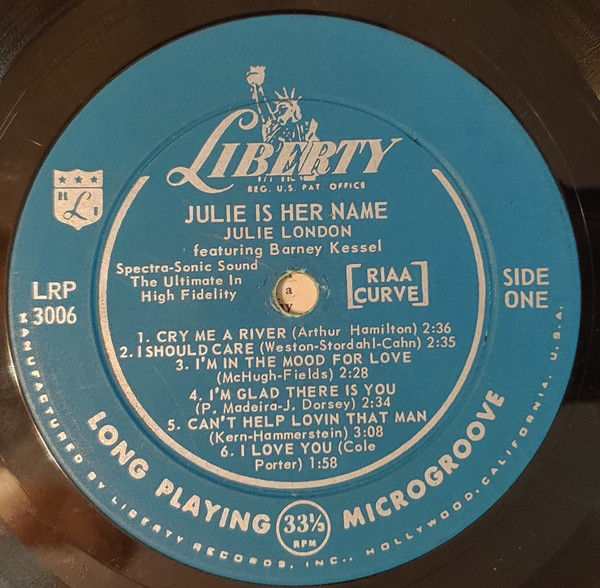 LIBERTY
REG. U.S. PAT. OFFICE
L
JULIE IS HER NAME
JULIE LONDON
featuring Barney Kessel
Spectra-Sonic Sound
The Ultimate In
High Fidelity
[RIAA
CURVE]
LRP
3006
SIDE
ONE
a
w
1. CRY ME A RIVER (Arthur Hamilton) 2:36
2. I SHOULD CARE (Weston-Stordahl-Cahn) 2:35
3. I'M IN THE MOOD FOR LOVE
(McHugh-Fields) 2:28
4. I'M GLAD THERE IS YOU
(P. Madeira-J. Dorsey) 2:34
5. CAN'T HELP LOVIN THAT MAN
(Kern-Hammerstein) 3:08
6. I LOVE YOU (Cole
Porter) 1:58
LONG PLAYING 33⅓ RPM MICROGROOVE
MANUFACTURED BY LIBERTY RECORDS, INC., HOLLYWOOD, CALIFORNIA, U.S.A.